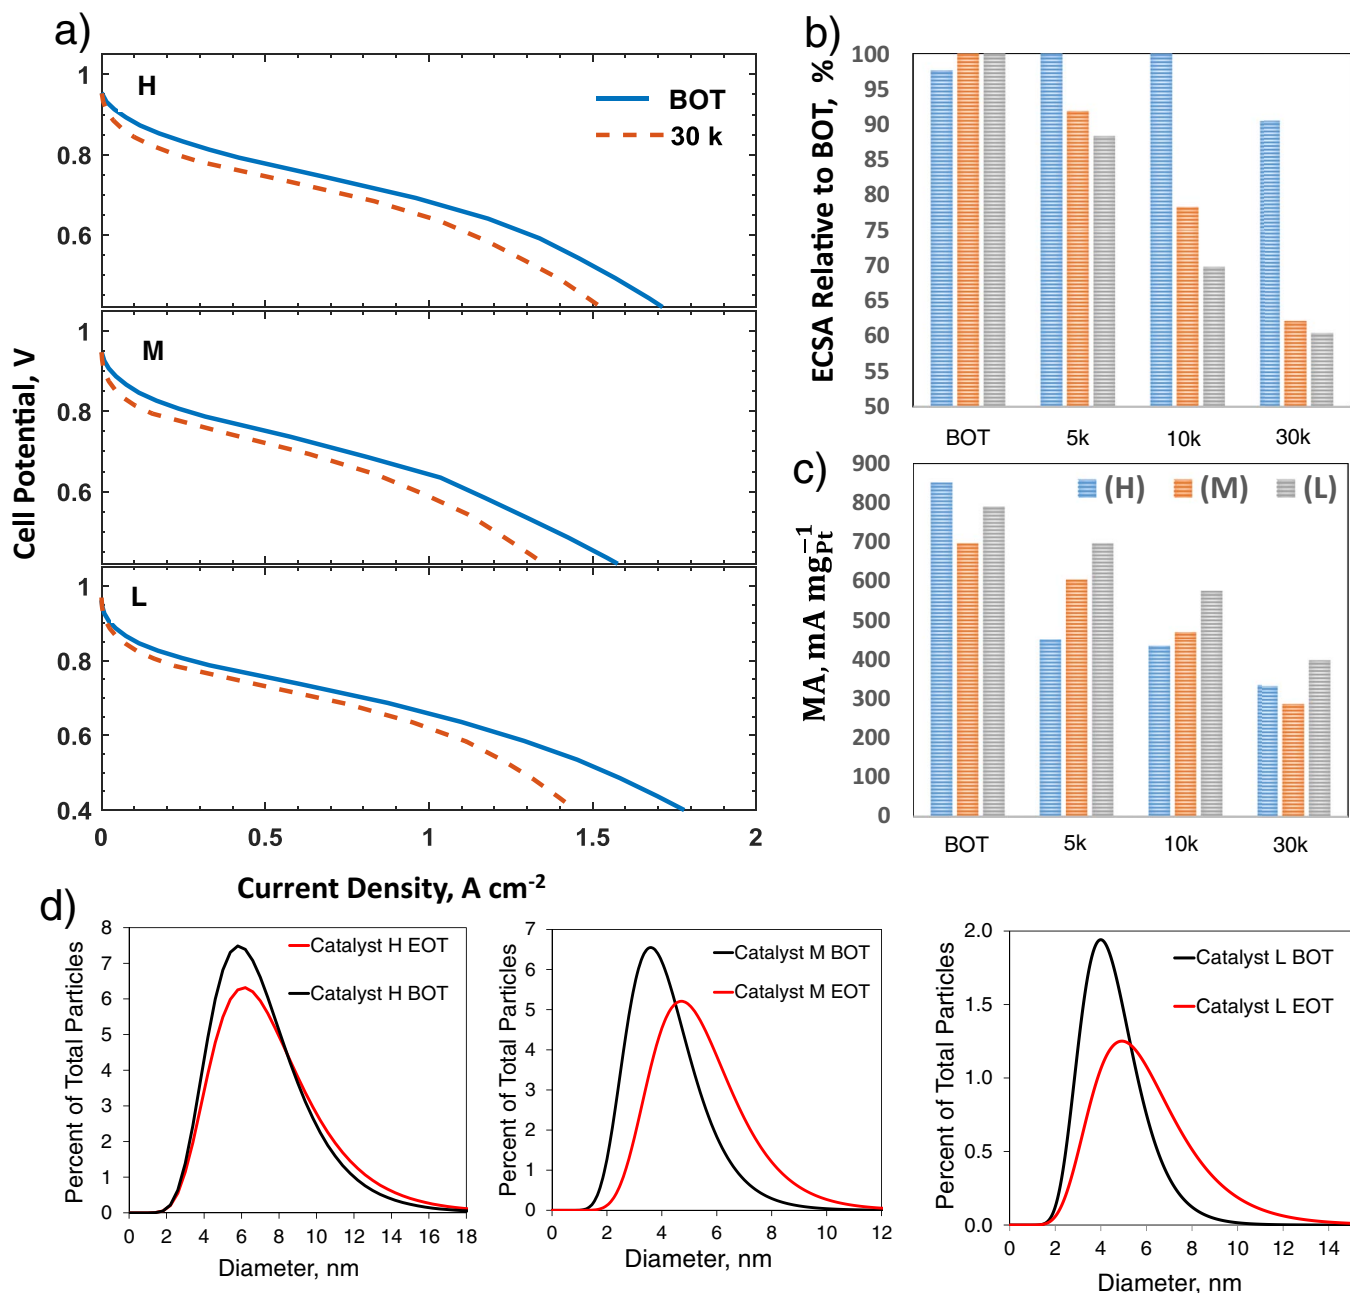 a)
H
BOT
30 k
1
0.8
0.6
M
1
0.8
0.6
L
1
0.8
0.6
0.4
0
0.5
1
1.5
2
Cell Potential, V
Current Density, A cm-2
b)
ECSA Relative to BOT, %
100
95
90
85
80
75
70
65
60
55
50
BOT
5k
10k
30k
c)
MA, mA mg−1Pt
(H)
(M)
(L)
900
800
700
600
500
400
300
200
100
0
BOT
5k
10k
30k
d)
Percent of Total Particles
8
7
6
5
4
3
2
1
0
Catalyst H EOT
Catalyst H BOT
0 2 4 6 8 10 12 14 16 18
Diameter, nm
Percent of Total Particles
7
6
5
4
3
2
1
0
Catalyst M BOT
Catalyst M EOT
0 2 4 6 8 10 12
Diameter, nm
Percent of Total Particles
2.0
1.5
1.0
0.5
0.0
Catalyst L BOT
Catalyst L EOT
0 2 4 6 8 10 12 14
Diameter, nm